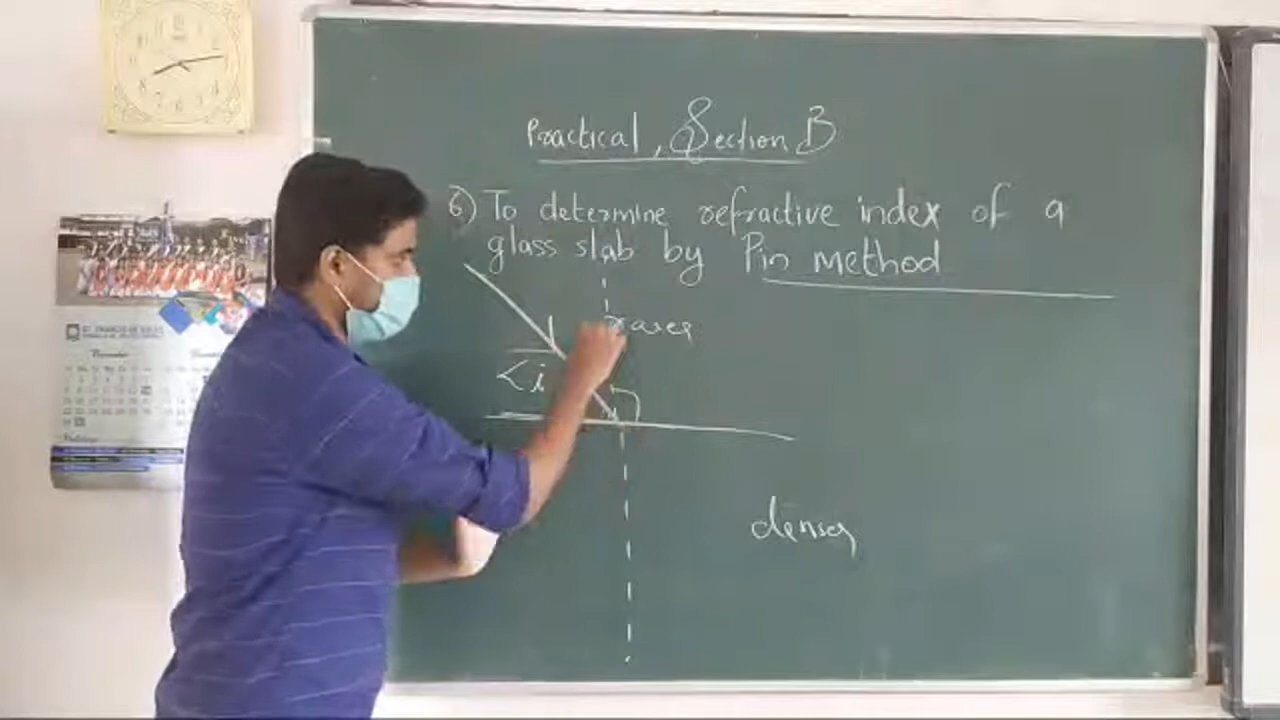 Practical, Section B
6) To determine refractive index of a
glass slab by Pin method
rarer
<i
denser